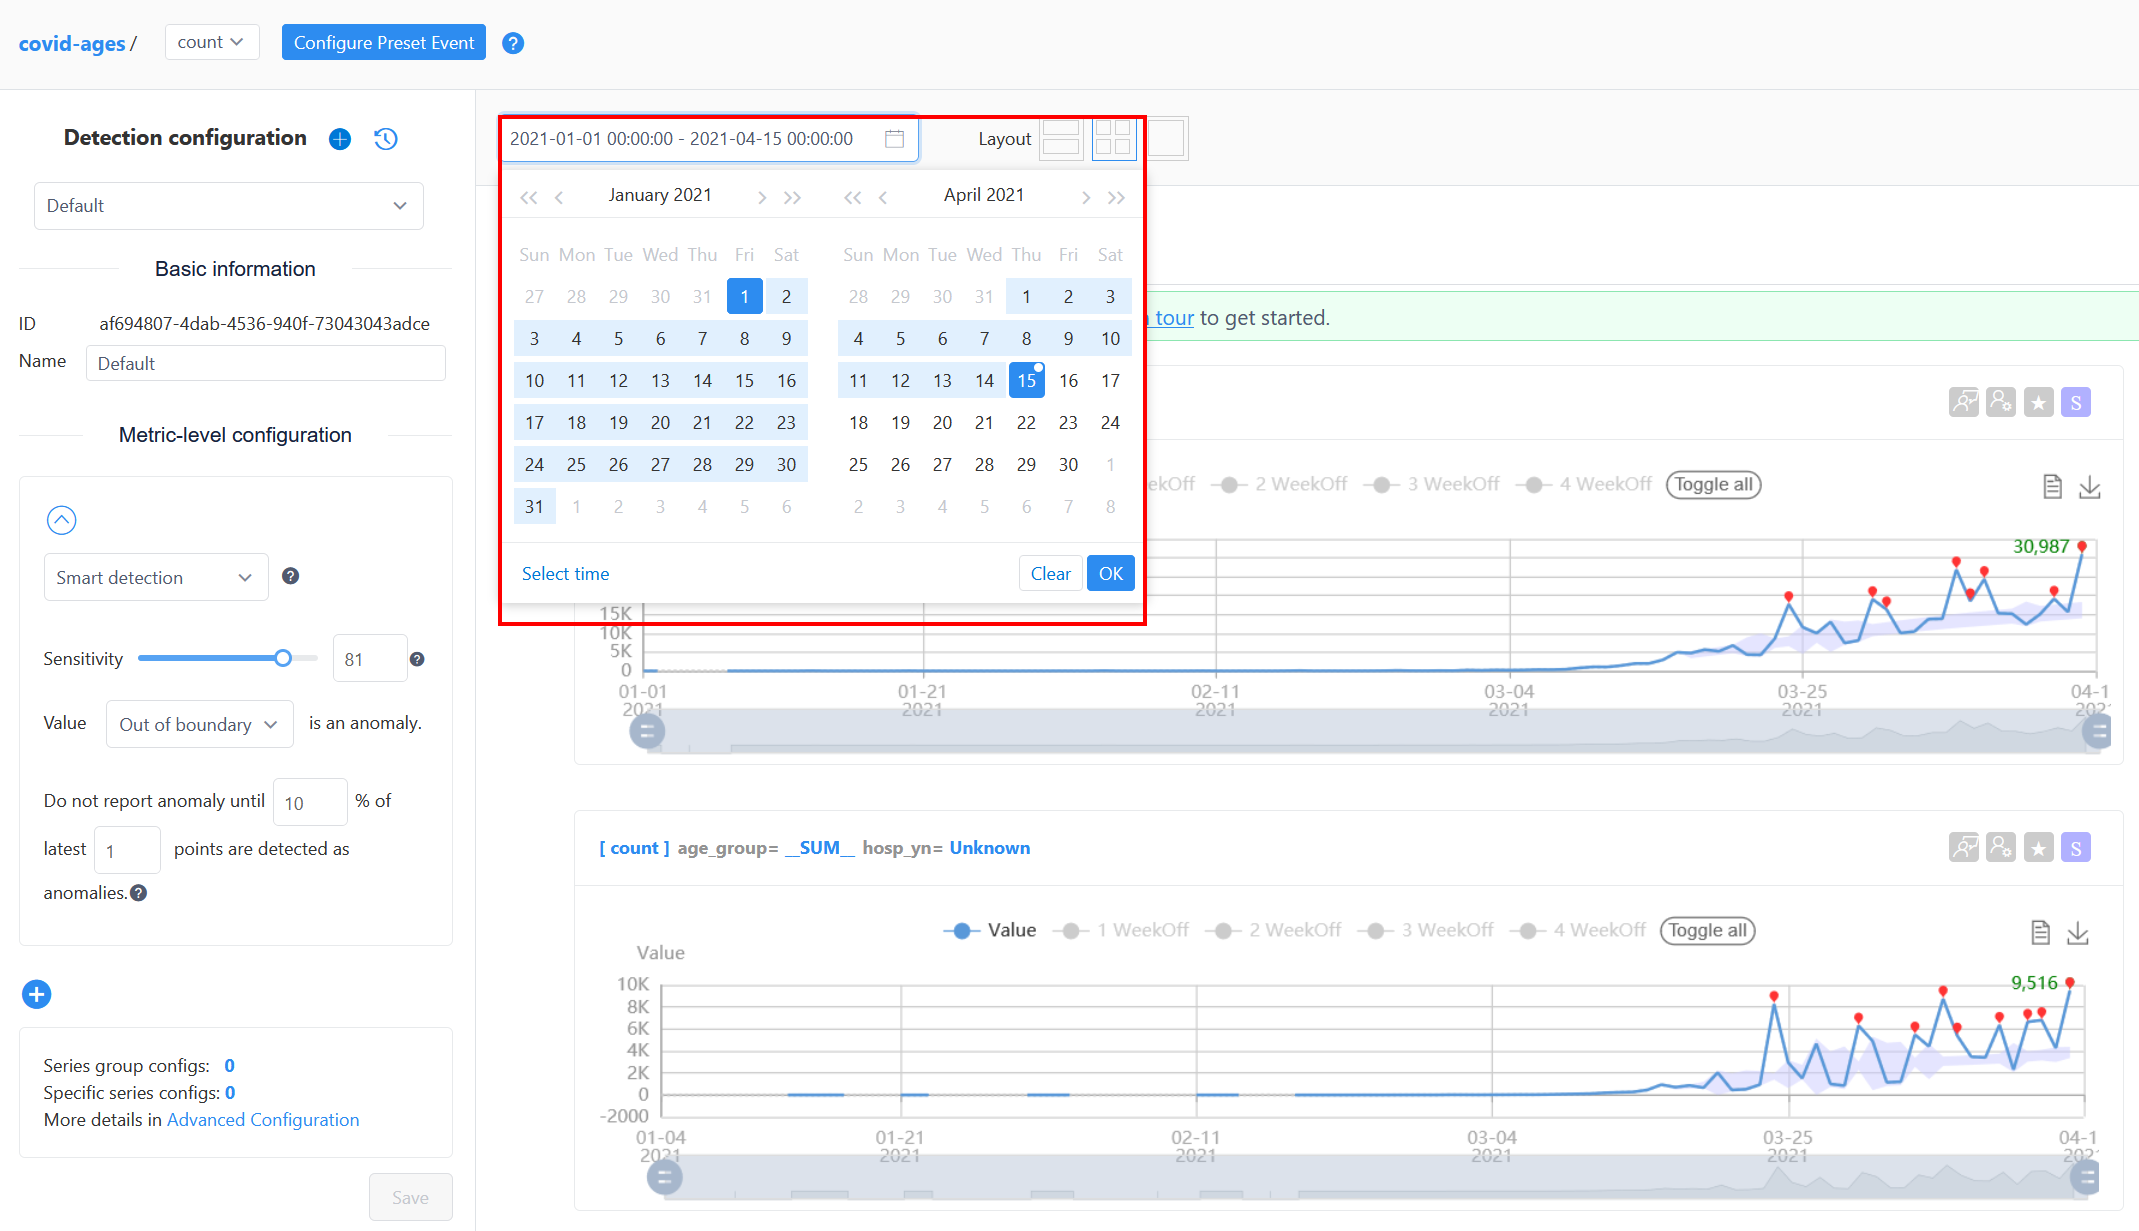 covid-ages / count Configure Preset Event ?
Detection configuration
Default
Basic information
ID af694807-4dab-4536-940f-73043043adce
Name Default
Metric-level configuration
Smart detection ?
Sensitivity 81 ?
Value Out of boundary is an anomaly.
Do not report anomaly until 10 % of
latest 1 points are detected as
anomalies. ?
Series group configs: 0
Specific series configs: 0
More details in Advanced Configuration
Save
2021-01-01 00:00:00 - 2021-04-15 00:00:00 Layout
January 2021 April 2021
Sun Mon Tue Wed Thu Fri Sat Sun Mon Tue Wed Thu Fri Sat
27 28 29 30 31 1 2 28 29 30 31 1 2 3
3 4 5 6 7 8 9 4 5 6 7 8 9 10
10 11 12 13 14 15 16 11 12 13 14 15 16 17
17 18 19 20 21 22 23 18 19 20 21 22 23 24
24 25 26 27 28 29 30 25 26 27 28 29 30 1
31 1 2 3 4 5 6 2 3 4 5 6 7 8
Select time Clear OK
tour to get started.
S
ekOff 2 WeekOff 3 WeekOff 4 WeekOff Toggle all
30,987
15K
10K
5K
0
01-01 01-21 02-11 03-04 03-25 04-1
2021 2021 2021 2021 2021 202
[ count ] age_group= __SUM__ hosp_yn= Unknown S
Value 1 WeekOff 2 WeekOff 3 WeekOff 4 WeekOff Toggle all
Value
9,516
10K
8K
6K
4K
2K
0
-2000
01-04 01-21 02-11 03-04 03-25 04-1
2021 2021 2021 2021 2021 202